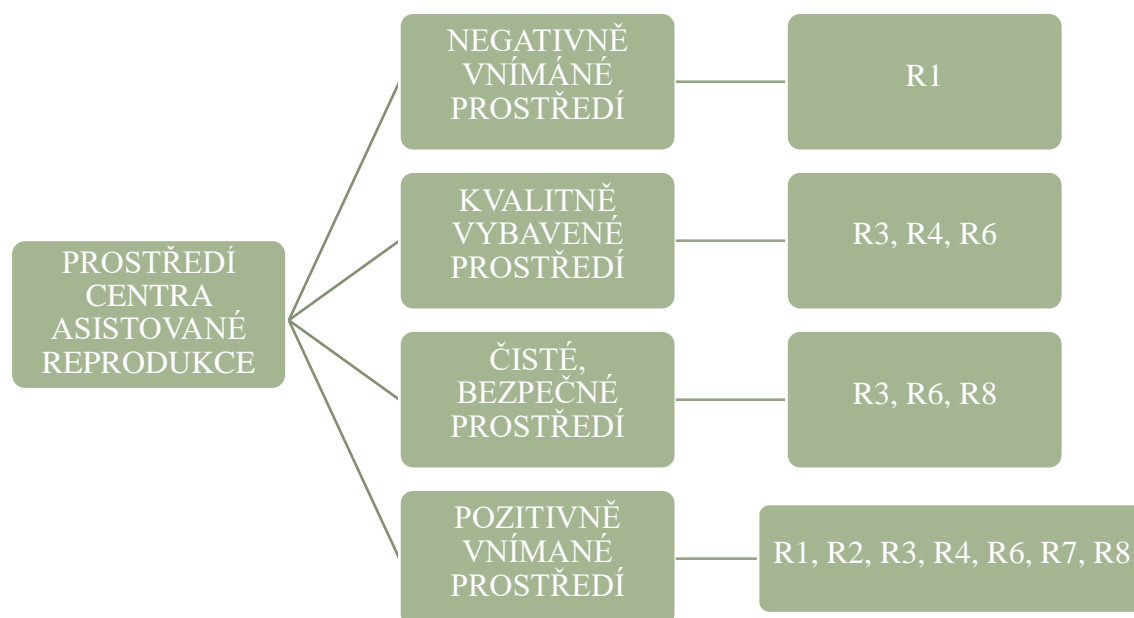 PROSTŘEDÍ
CENTRA
ASISTOVANÉ
REPRODUKCE
NEGATIVNĚ
VNÍMÁNÉ
PROSTŘEDÍ
R1
KVALITNĚ
VYBAVENÉ
PROSTŘEDÍ
R3, R4, R6
ČISTÉ,
BEZPEČNÉ
PROSTŘEDÍ
R3, R6, R8
POZITIVNĚ
VNÍMANÉ
PROSTŘEDÍ
R1, R2, R3, R4, R6, R7, R8